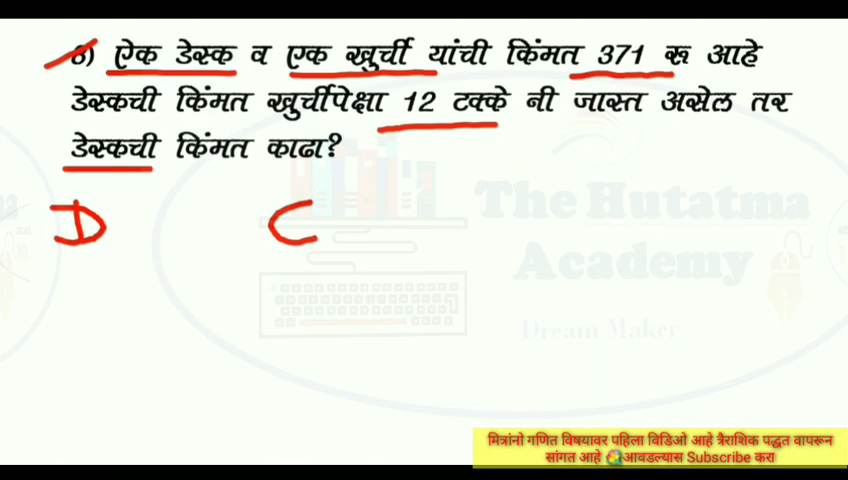 8) ऐक डेस्क व एक खुर्ची यांची किंमत 371 रू आहे
डेस्कची किंमत खुर्चीपेक्षा 12 टक्के नी जास्त असेल तर
डेस्कची किंमत काढा?
D C
The Hutatma
Academy
Dream Maker
मित्रांनो गणित विषयावर पहिला विडिओ आहे त्रैराशिक पद्धत वापरून
सांगत आहे आवडल्यास Subscribe करा